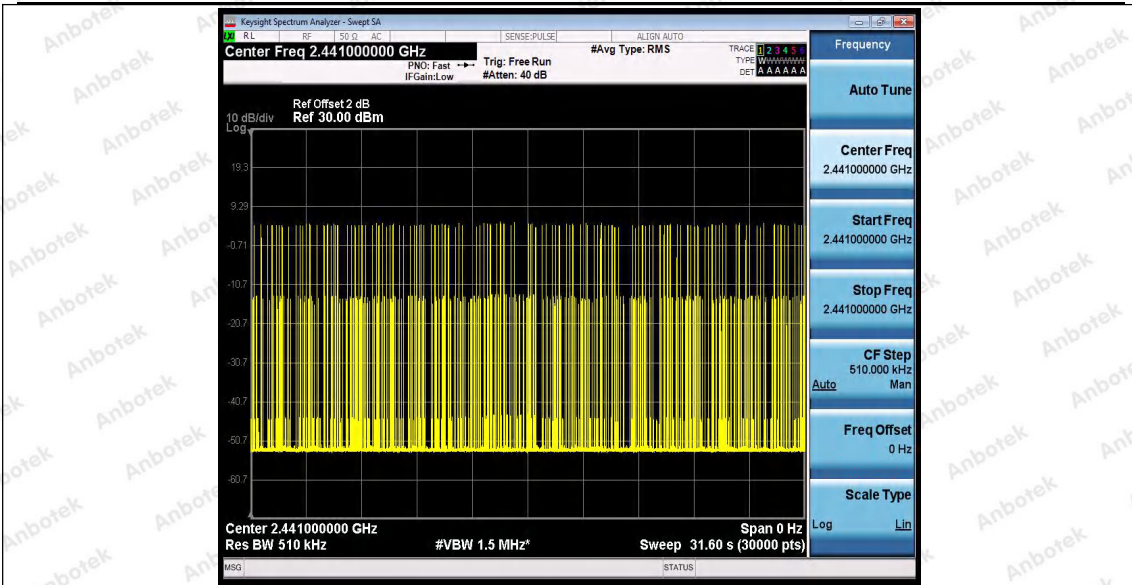 Keysight Spectrum Analyzer - Swept SA
LXI RL RF 50 Ω AC SENSE:PULSE ALIGN AUTO
Center Freq 2.441000000 GHz
PNO: Fast
IFGain:Low
Trig: Free Run
#Atten: 40 dB
#Avg Type: RMS
TRACE 1 2 3 4 5 6
TYPE WWWWWW
DET A A A A A A
Ref Offset 2 dB
10 dB/div Ref 30.00 dBm
Log
19.3
9.29
-0.71
-10.7
-20.7
-30.7
-40.7
-50.7
-60.7
Center 2.441000000 GHz Span 0 Hz
Res BW 510 kHz #VBW 1.5 MHz* Sweep 31.60 s (30000 pts)
MSG STATUS
Frequency
Auto Tune
Center Freq
2.441000000 GHz
Start Freq
2.441000000 GHz
Stop Freq
2.441000000 GHz
CF Step
510.000 kHz
Auto Man
Freq Offset
0 Hz
Scale Type
Log Lin
Anbotek